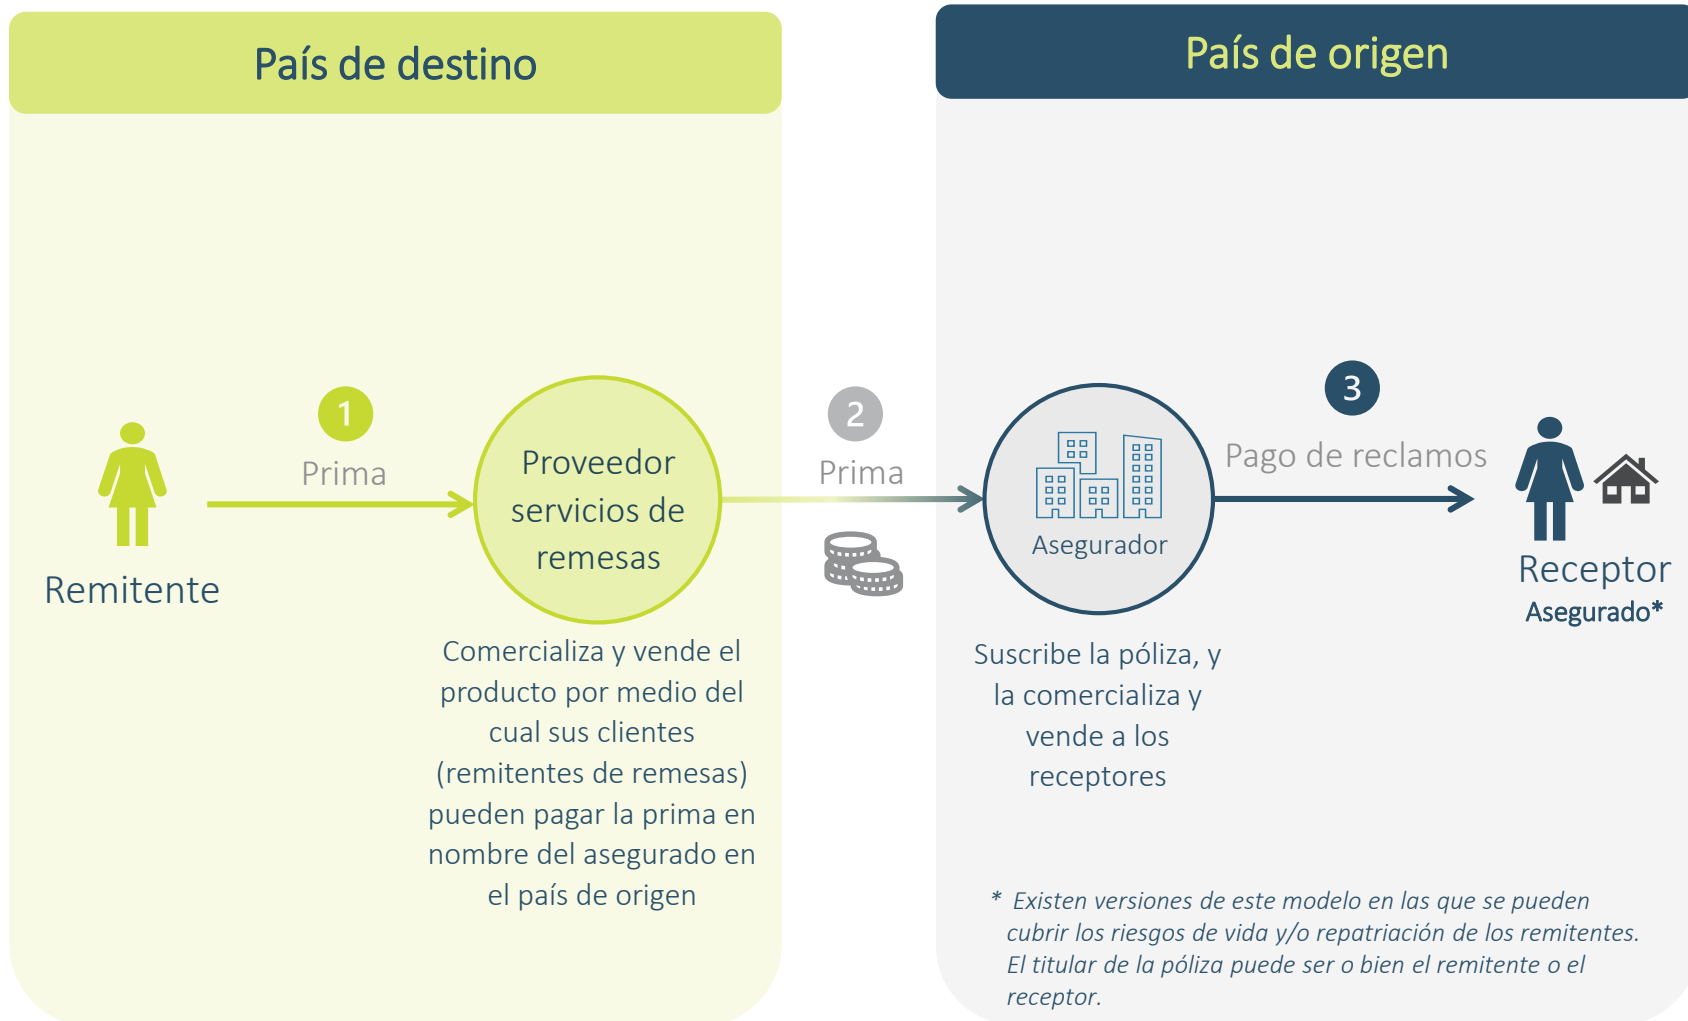 País de destino
País de origen
1
Prima
Remitente
Proveedor
servicios de
remesas
Comercializa y vende el
producto por medio del
cual sus clientes
(remitentes de remesas)
pueden pagar la prima en
nombre del asegurado en
el país de origen
2
Prima
Asegurador
Suscribe la póliza, y
la comercializa y
vende a los
receptores
3
Pago de reclamos
Receptor
Asegurado*
* Existen versiones de este modelo en las que se pueden
cubrir los riesgos de vida y/o repatriación de los remitentes.
El titular de la póliza puede ser o bien el remitente o el
receptor.